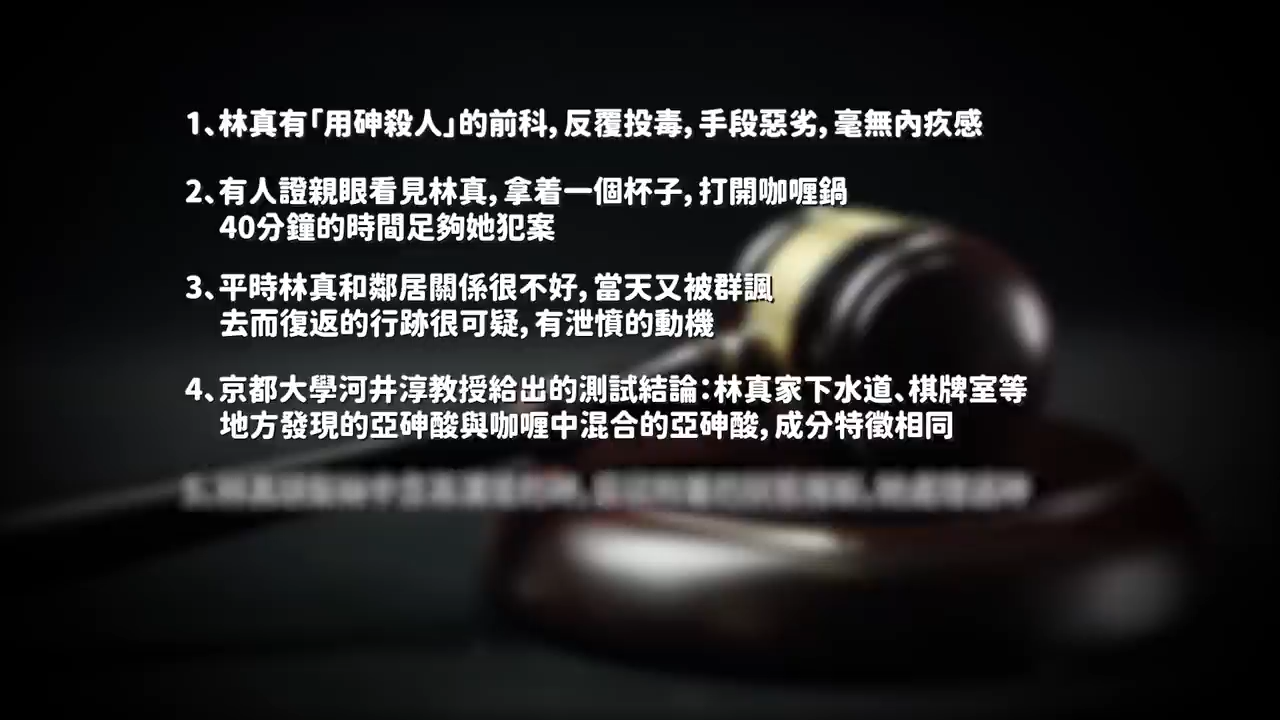 1、林真有「用砷殺人」的前科,反覆投毒,手段惡劣,毫無內疚感
2、有人證親眼看見林真,拿着一個杯子,打開咖喱鍋
40分鐘的時間足夠她犯案
3、平時林真和鄰居關係很不好,當天又被群諷
去而復返的行跡很可疑,有泄憤的動機
4、京都大學河井淳教授給出的測試結論:林真家下水道、棋牌室等
地方發現的亞砷酸與咖喱中混合的亞砷酸,成分特徵相同